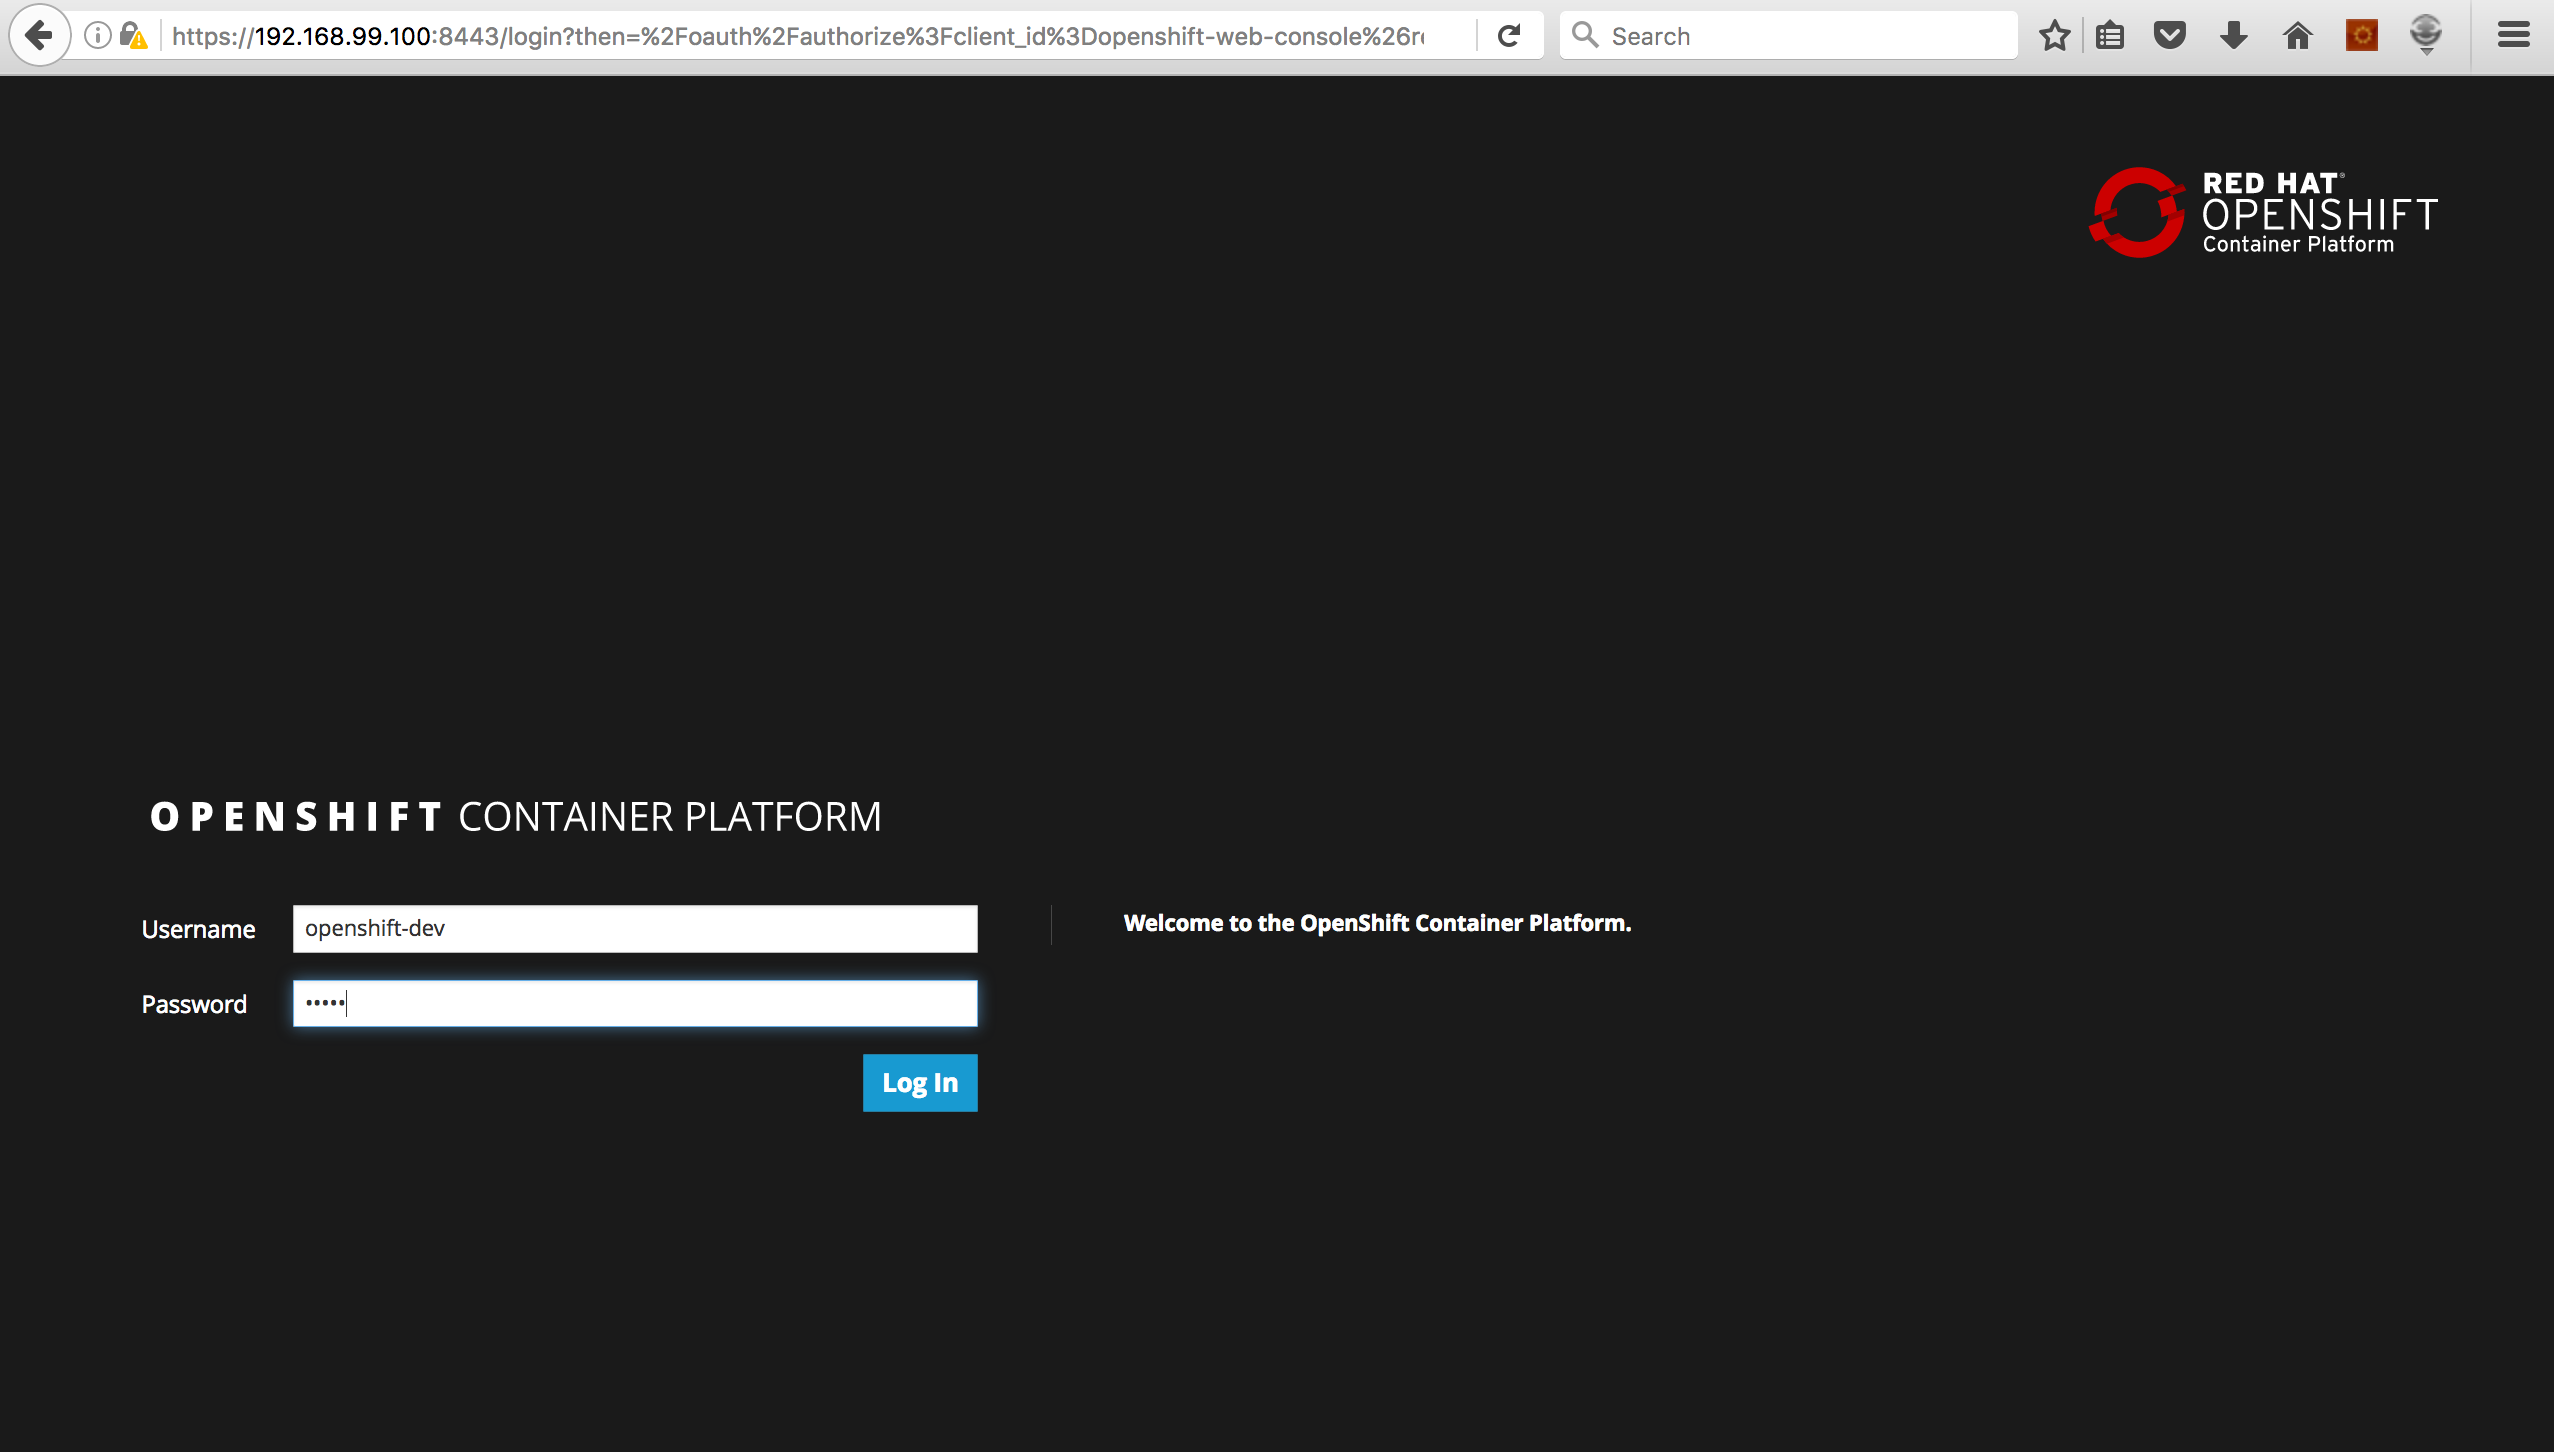 https://192.168.99.100:8443/login?then=%2Foauth%2Fauthorize%3Fclient_id%3Dopenshift-web-console%26re
Search
RED HAT®
OPENSHIFT
Container Platform
OPENSHIFT CONTAINER PLATFORM
Username openshift-dev
Welcome to the OpenShift Container Platform.
Password •••••
Log In